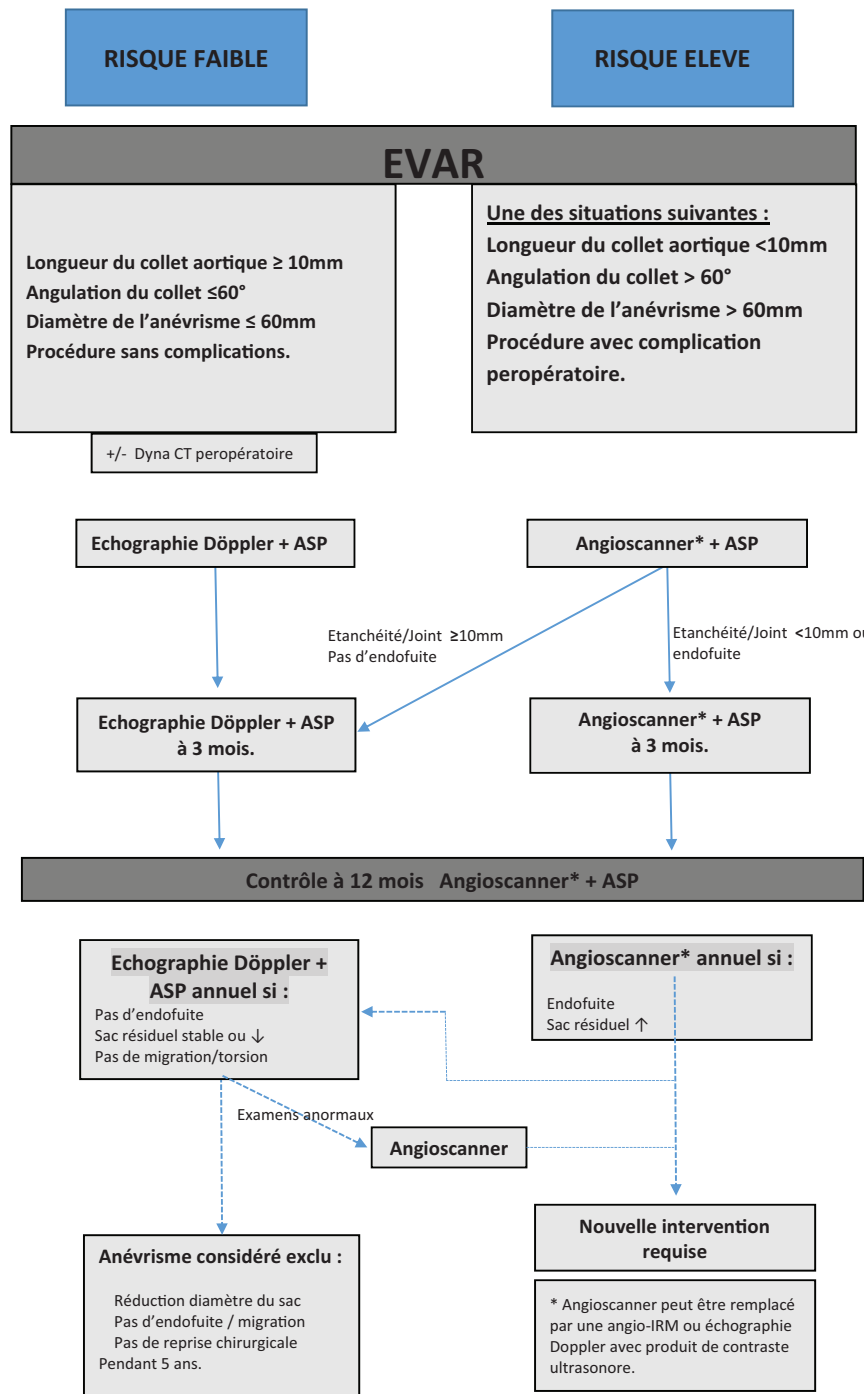 RISQUE FAIBLE
RISQUE ELEVE
EVAR
Longueur du collet aortique ≥ 10mm
Angulation du collet ≤60°
Diamètre de l'anévrisme ≤ 60mm
Procédure sans complications.
Une des situations suivantes :
Longueur du collet aortique <10mm
Angulation du collet > 60°
Diamètre de l'anévrisme > 60mm
Procédure avec complication
peropératoire.
+/- Dyna CT peropératoire
Echographie Döppler + ASP
Angioscanner* + ASP
Etanchéité/Joint ≥10mm
Pas d'endofuite
Etanchéité/Joint <10mm ou
endofuite
Echographie Döppler + ASP
à 3 mois.
Angioscanner* + ASP
à 3 mois.
Contrôle à 12 mois Angioscanner* + ASP
Echographie Döppler +
ASP annuel si :
Pas d'endofuite
Sac résiduel stable ou ↓
Pas de migration/torsion
Angioscanner* annuel si :
Endofuite
Sac résiduel ↑
Examens anormaux
Angioscanner
Anévrisme considéré exclu :
Réduction diamètre du sac
Pas d'endofuite / migration
Pas de reprise chirurgicale
Pendant 5 ans.
Nouvelle intervention
requise
* Angioscanner peut être remplacé
par une angio-IRM ou échographie
Doppler avec produit de contraste
ultrasonore.